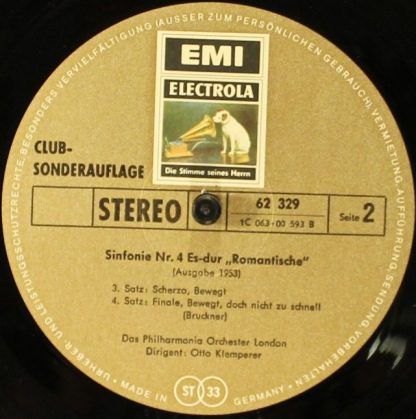 EMI
ELECTROLA
Die Stimme seines Herrn
CLUB-
SONDERAUFLAGE
STEREO
62 329
1C 063-00 593 B
Seite 2
Sinfonie Nr. 4 Es-dur „Romantische“
(Ausgabe 1953)
3. Satz: Scherzo, Bewegt
4. Satz: Finale, Bewegt, doch nicht zu schnell
(Bruckner)
Das Philharmonia Orchester London
Dirigent: Otto Klemperer
URHEBER- UND LEISTUNGSSCHUTZRECHTE, BESONDERS VERVIELFÄLTIGUNG (AUSSER ZUM PERSÖNLICHEN GEBRAUCH), VERMIETUNG, AUFFÜHRUNG, SENDUNG, VORBEHALTEN
MADE IN ST 33 GERMANY